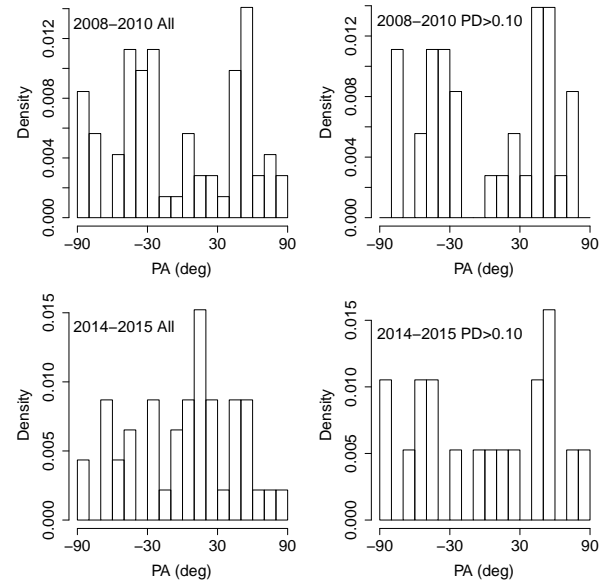 2008−2010 All
Density
0.000 0.004 0.008 0.012
−90 −30 30 90
PA (deg)
2008−2010 PD>0.10
Density
0.000 0.004 0.008 0.012
−90 −30 30 90
PA (deg)
2014−2015 All
Density
0.000 0.005 0.010 0.015
−90 −30 30 90
PA (deg)
2014−2015 PD>0.10
Density
0.000 0.005 0.010 0.015
−90 −30 30 90
PA (deg)